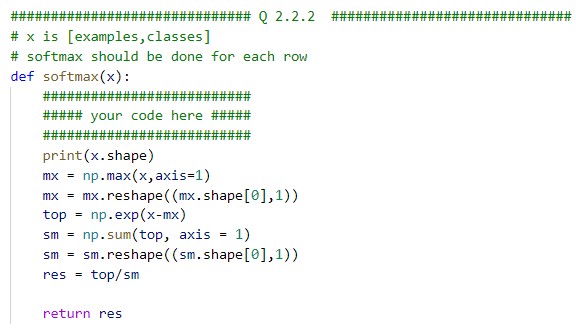 ############################## Q 2.2.2  ##############################
# x is [examples,classes]
# softmax should be done for each row
def softmax(x):
    ##########################
    ##### your code here #####
    ##########################
    print(x.shape)
    mx = np.max(x,axis=1)
    mx = mx.reshape((mx.shape[0],1))
    top = np.exp(x-mx)
    sm = np.sum(top, axis = 1)
    sm = sm.reshape((sm.shape[0],1))
    res = top/sm

    return res